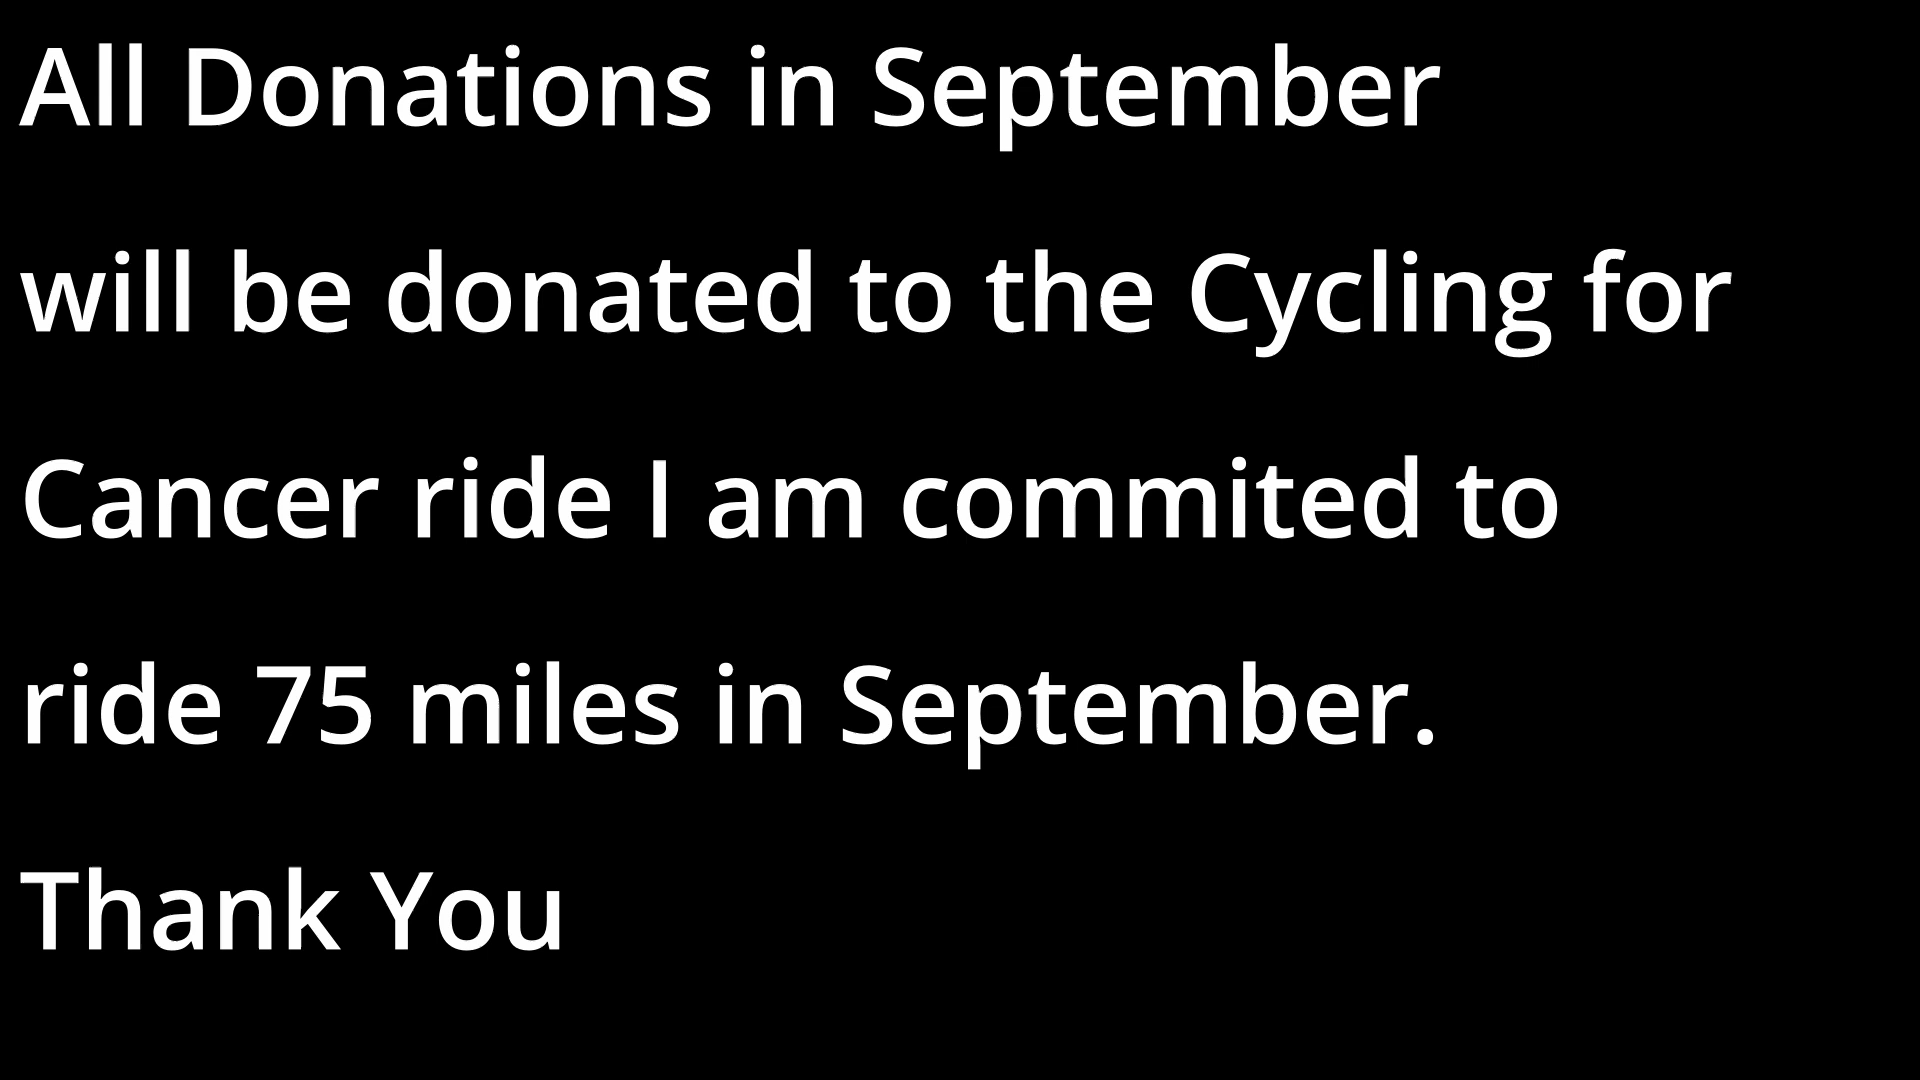 All Donations in September
will be donated to the Cycling for
Cancer ride I am commited to
ride 75 miles in September.
Thank You